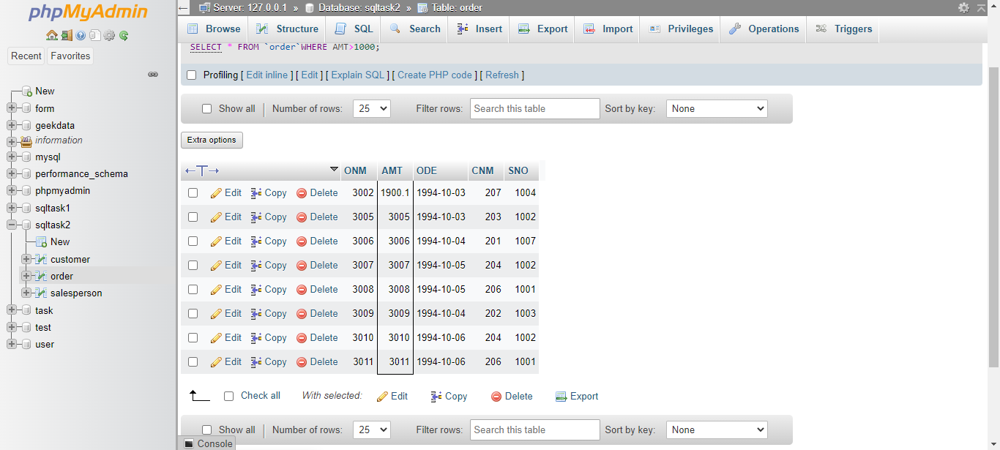 phpMyAdmin
Recent Favorites
New
form
geekdata
information
mysql
performance_schema
phpmyadmin
sqltask1
sqltask2
New
customer
order
salesperson
task
test
user
Server: 127.0.0.1 » Database: sqltask2 » Table: order
Browse Structure SQL Search Insert Export Import Privileges Operations Triggers
SELECT * FROM `order`WHERE AMT>1000;
Profiling [ Edit inline ] [ Edit ] [ Explain SQL ] [ Create PHP code ] [ Refresh ]
Show all | Number of rows: 25 Filter rows: Search this table Sort by key: None
Extra options
←T→ ONM AMT ODE CNM SNO
Edit Copy Delete 3002 1900.1 1994-10-03 207 1004
Edit Copy Delete 3005 3005 1994-10-03 203 1002
Edit Copy Delete 3006 3006 1994-10-04 201 1007
Edit Copy Delete 3007 3007 1994-10-05 204 1002
Edit Copy Delete 3008 3008 1994-10-05 206 1001
Edit Copy Delete 3009 3009 1994-10-04 202 1003
Edit Copy Delete 3010 3010 1994-10-06 204 1002
Edit Copy Delete 3011 3011 1994-10-06 206 1001
Check all With selected: Edit Copy Delete Export
Show all | Number of rows: 25 Filter rows: Search this table Sort by key: None
Console